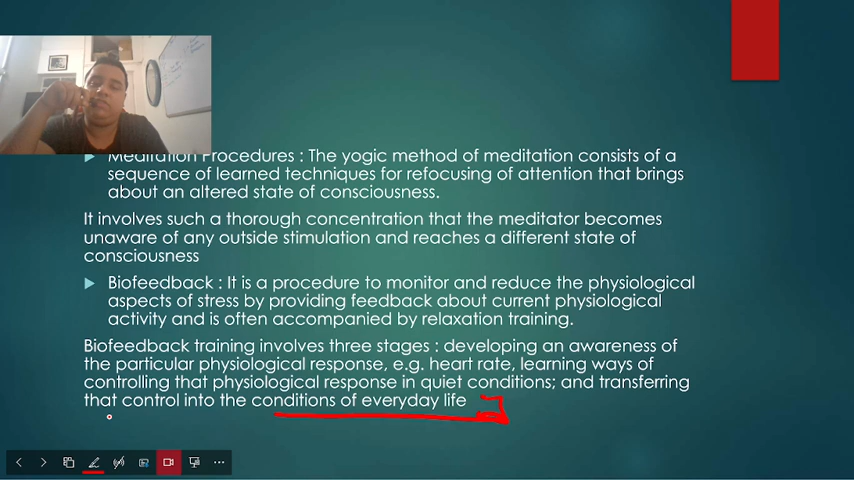 Meditation Procedures : The yogic method of meditation consists of a
sequence of learned techniques for refocusing of attention that brings
about an altered state of consciousness.
It involves such a thorough concentration that the meditator becomes
unaware of any outside stimulation and reaches a different state of
consciousness
Biofeedback : It is a procedure to monitor and reduce the physiological
aspects of stress by providing feedback about current physiological
activity and is often accompanied by relaxation training.
Biofeedback training involves three stages : developing an awareness of
the particular physiological response, e.g. heart rate, learning ways of
controlling that physiological response in quiet conditions; and transferring
that control into the conditions of everyday life